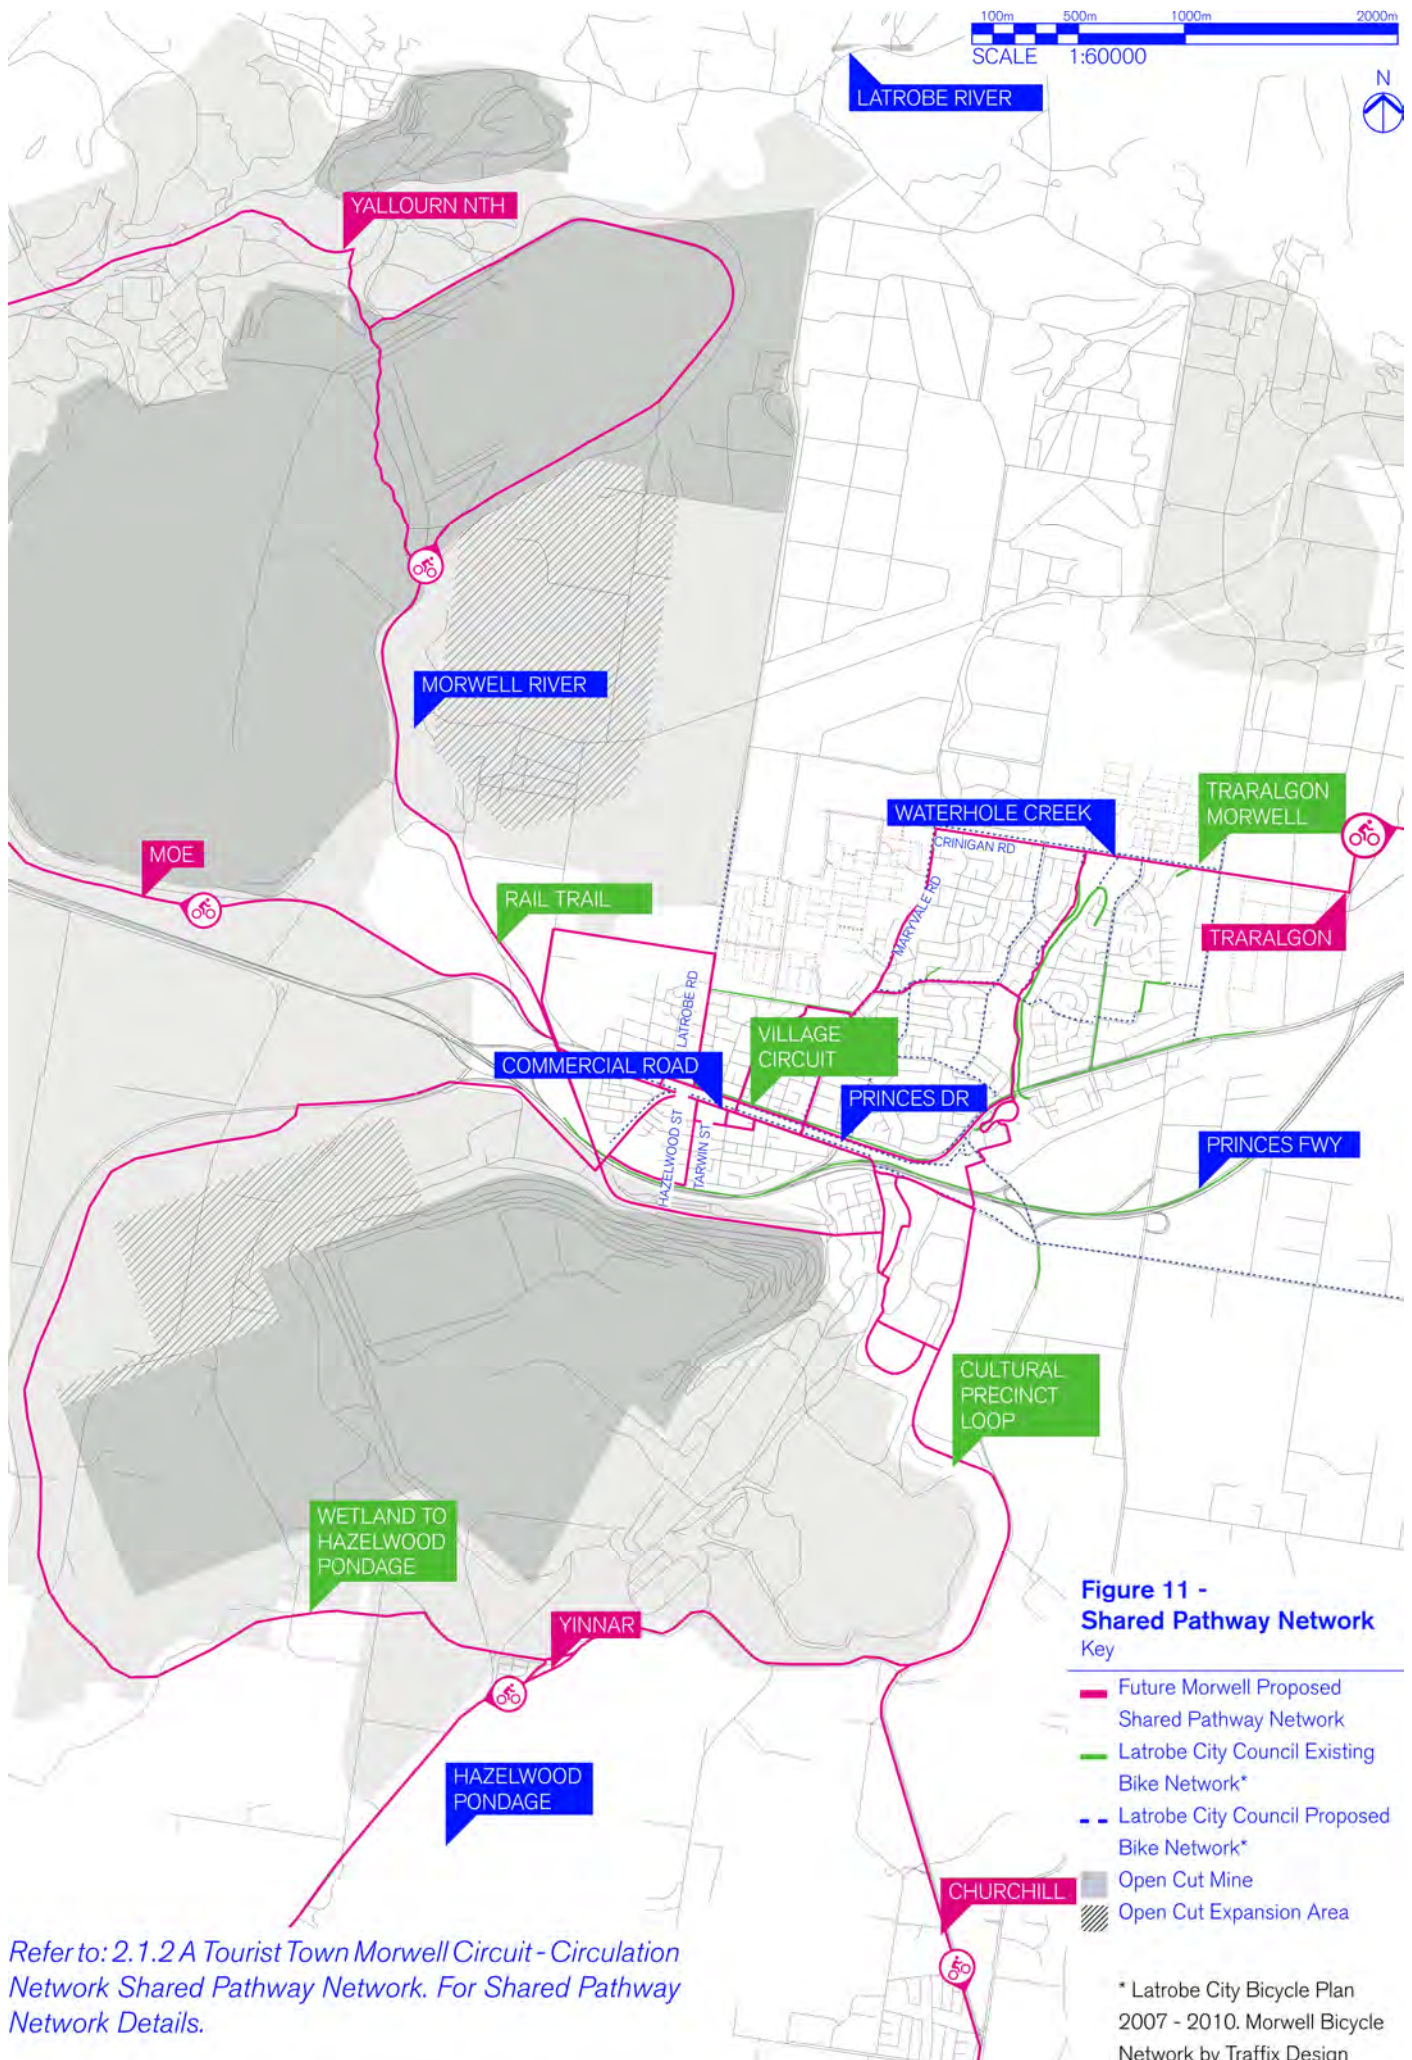 100m 500m 1000m 2000m
SCALE 1:60000
N
LATROBE RIVER
YALLOURN NTH
MORWELL RIVER
WATERHOLE CREEK
TRARALGON
MORWELL
CRINIGAN RD
MOE
MARYVALE RD
RAIL TRAIL
TRARALGON
LATROBE RD
VILLAGE
CIRCUIT
COMMERCIAL ROAD
PRINCES DR
HAZELWOOD ST
TARWIN ST
PRINCES FWY
CULTURAL
PRECINCT
LOOP
WETLAND TO
HAZELWOOD
PONDAGE
YINNAR
HAZELWOOD
PONDAGE
CHURCHILL
Figure 11 -
Shared Pathway Network
Key
Future Morwell Proposed
Shared Pathway Network
Latrobe City Council Existing
Bike Network*
Latrobe City Council Proposed
Bike Network*
Open Cut Mine
Open Cut Expansion Area
* Latrobe City Bicycle Plan
2007 - 2010. Morwell Bicycle
Network by Traffix Design
Refer to: 2.1.2 A Tourist Town Morwell Circuit - Circulation
Network Shared Pathway Network. For Shared Pathway
Network Details.